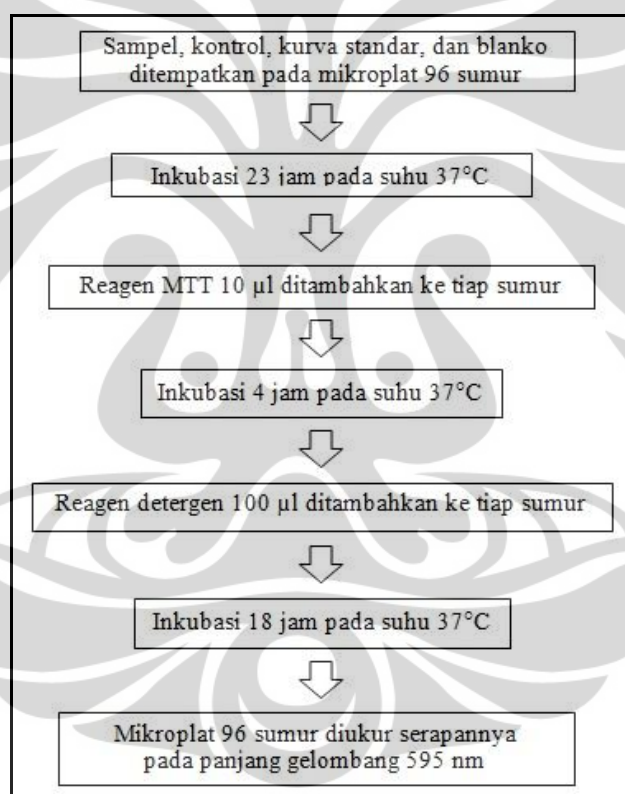 Sampel, kontrol, kurva standar, dan blanko
ditempatkan pada mikroplat 96 sumur
Inkubasi 23 jam pada suhu 37°C
Reagen MTT 10 µl ditambahkan ke tiap sumur
Inkubasi 4 jam pada suhu 37°C
Reagen detergen 100 µl ditambahkan ke tiap sumur
Inkubasi 18 jam pada suhu 37°C
Mikroplat 96 sumur diukur serapannya
pada panjang gelombang 595 nm